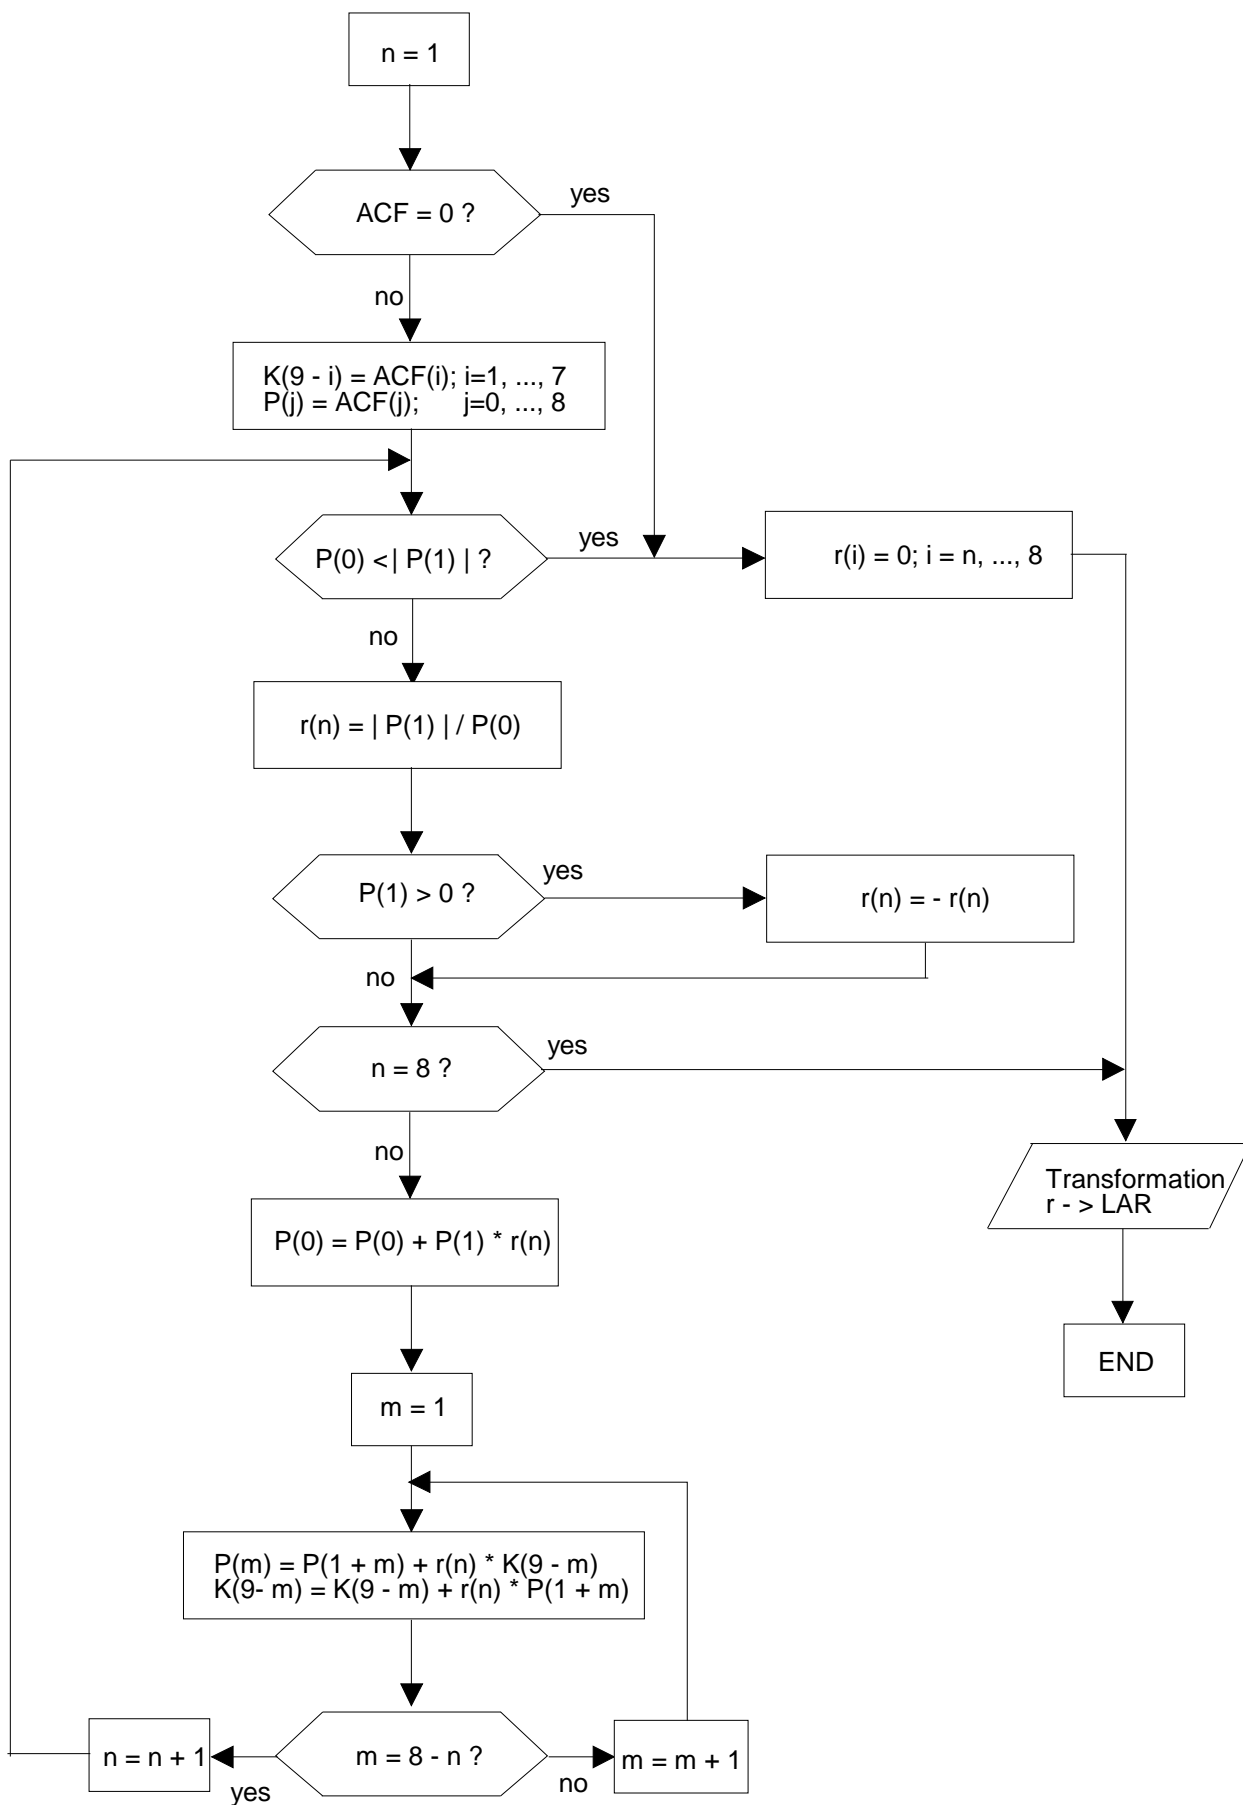 n = 1
ACF = 0 ?
yes
no
K(9 - i) = ACF(i); i=1, ..., 7
P(j) = ACF(j); j=0, ..., 8
P(0) < | P(1) | ?
yes
r(i) = 0; i = n, ..., 8
no
r(n) = | P(1) | / P(0)
P(1) > 0 ?
yes
r(n) = - r(n)
no
n = 8 ?
yes
no
Transformation
r - > LAR
P(0) = P(0) + P(1) * r(n)
END
m = 1
P(m) = P(1 + m) + r(n) * K(9 - m)
K(9- m) = K(9 - m) + r(n) * P(1 + m)
n = n + 1
yes
m = 8 - n ?
no
m = m + 1